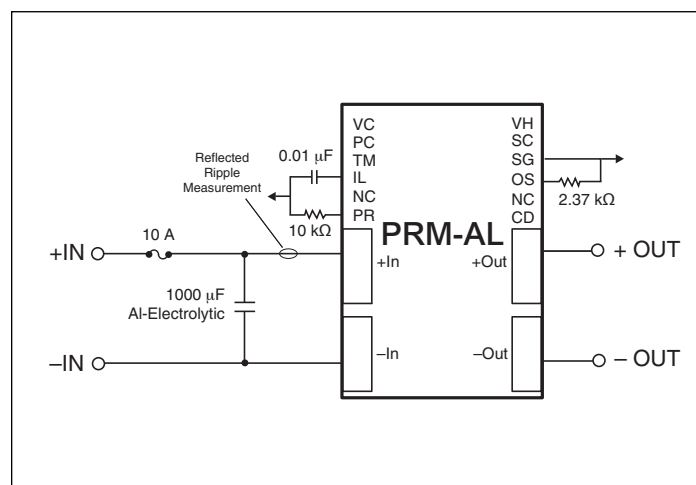 VC
PC
TM
IL
NC
PR
VH
SC
SG
OS
NC
CD
Reflected
Ripple
Measurement
0.01 μF
10 kΩ
2.37 kΩ
PRM-AL
10 A
+IN
+In
+Out
+ OUT
1000 μF
Al-Electrolytic
–IN
–In
–Out
– OUT